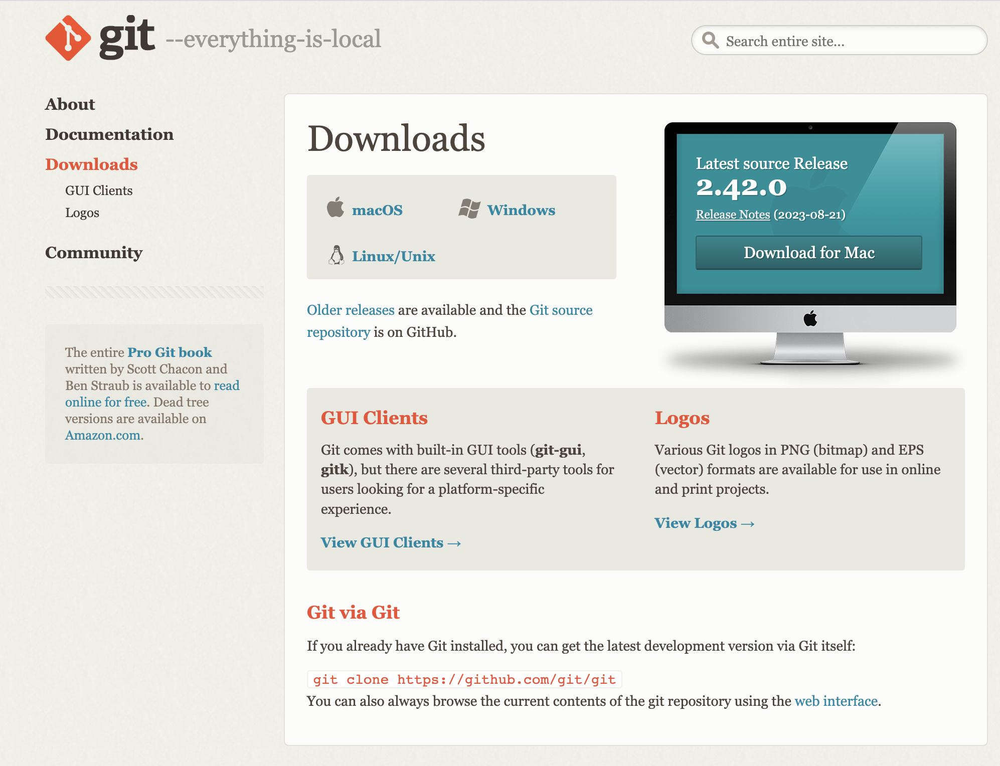 git --everything-is-local
Search entire site...
About
Documentation
Downloads
GUI Clients
Logos
Community
The entire Pro Git book
written by Scott Chacon and
Ben Straub is available to read
online for free. Dead tree
versions are available on
Amazon.com.
Downloads
macOS
Windows
Linux/Unix
Older releases are available and the Git source
repository is on GitHub.
Latest source Release
2.42.0
Release Notes (2023-08-21)
Download for Mac
GUI Clients
Git comes with built-in GUI tools (git-gui,
gitk), but there are several third-party tools for
users looking for a platform-specific
experience.
View GUI Clients →
Logos
Various Git logos in PNG (bitmap) and EPS
(vector) formats are available for use in online
and print projects.
View Logos →
Git via Git
If you already have Git installed, you can get the latest development version via Git itself:
git clone https://github.com/git/git
You can also always browse the current contents of the git repository using the web interface.